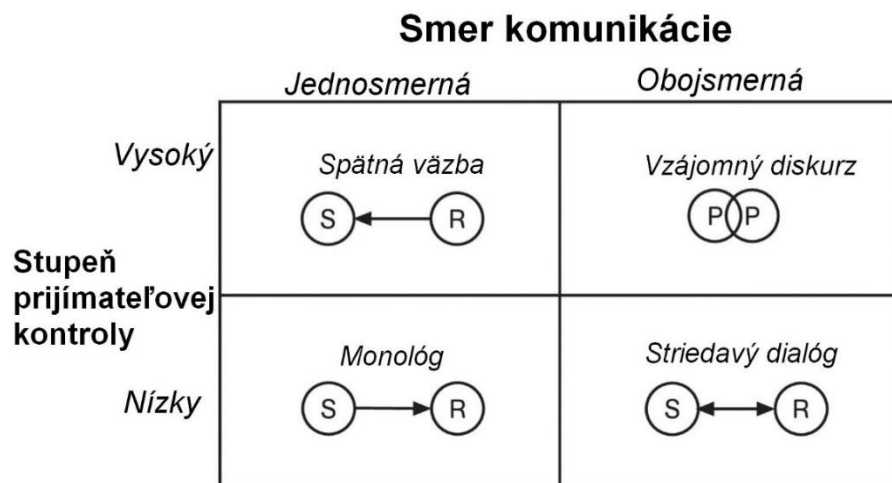 Smer komunikácie
Jednosmerná
Obojsmerná
Vysoký
Spätná väzba
Vzájomný diskurz
S
R
P
P
Stupeň
prijímateľovej
kontroly
Monológ
Striedavý dialóg
Nízky
S
R
S
R